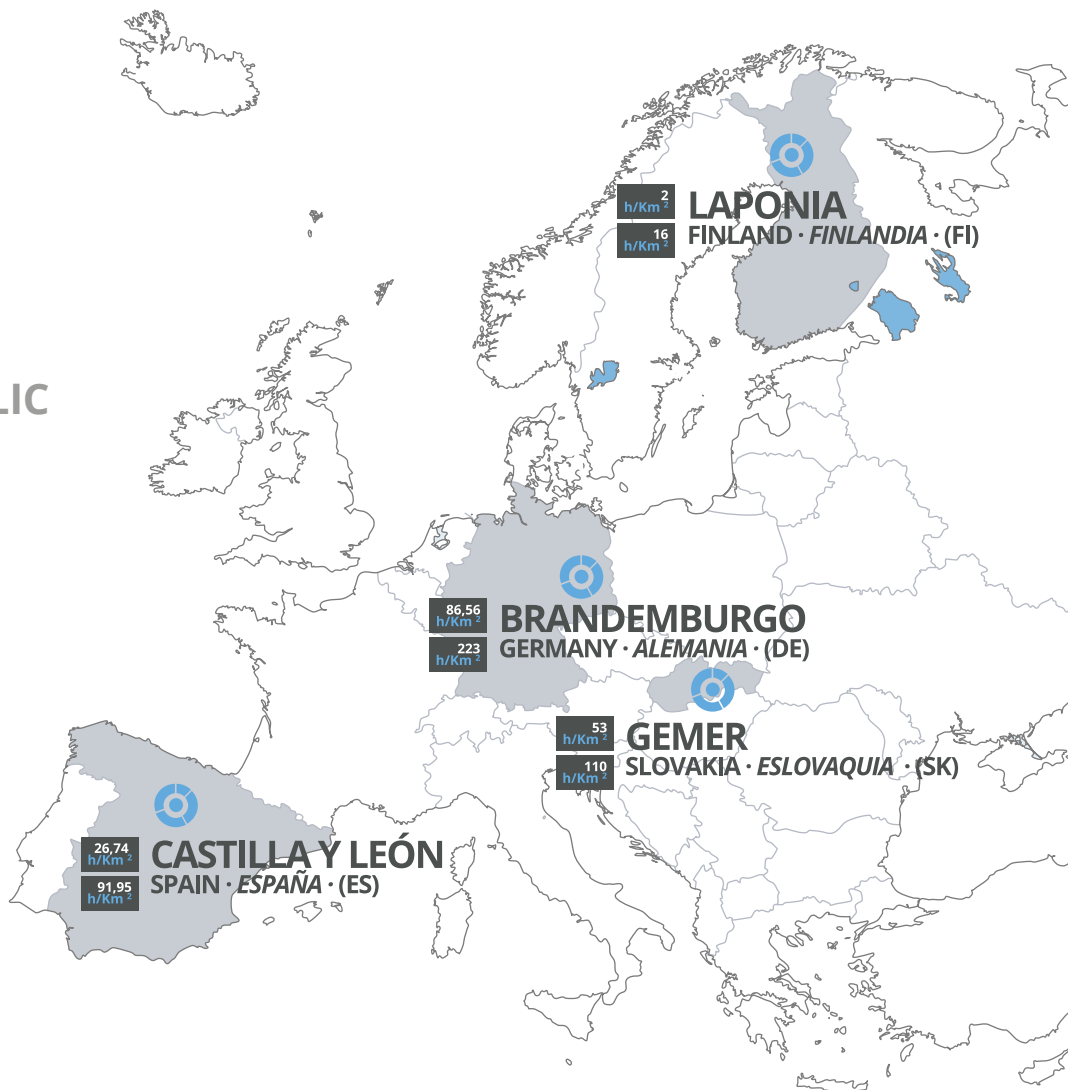 2
h/Km ²
LAPONIA
16
h/Km ²
FINLAND · FINLANDIA · (FI)
LIC
86,56
h/Km ²
BRANDEMBURGO
223
h/Km ²
GERMANY · ALEMANIA · (DE)
53
h/Km ²
GEMER
110
h/Km ²
SLOVAKIA · ESLOVAQUIA · (SK)
26,74
h/Km ²
CASTILLA Y LEÓN
91,95
h/Km ²
SPAIN · ESPAÑA · (ES)